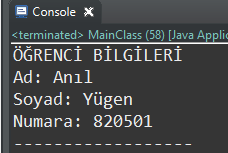 Console
<terminated> MainClass (58) [Java Applic
ÖĞRENCİ BİLGİLERİ
Ad: Anıl
Soyad: Yügen
Numara: 820501
------------------